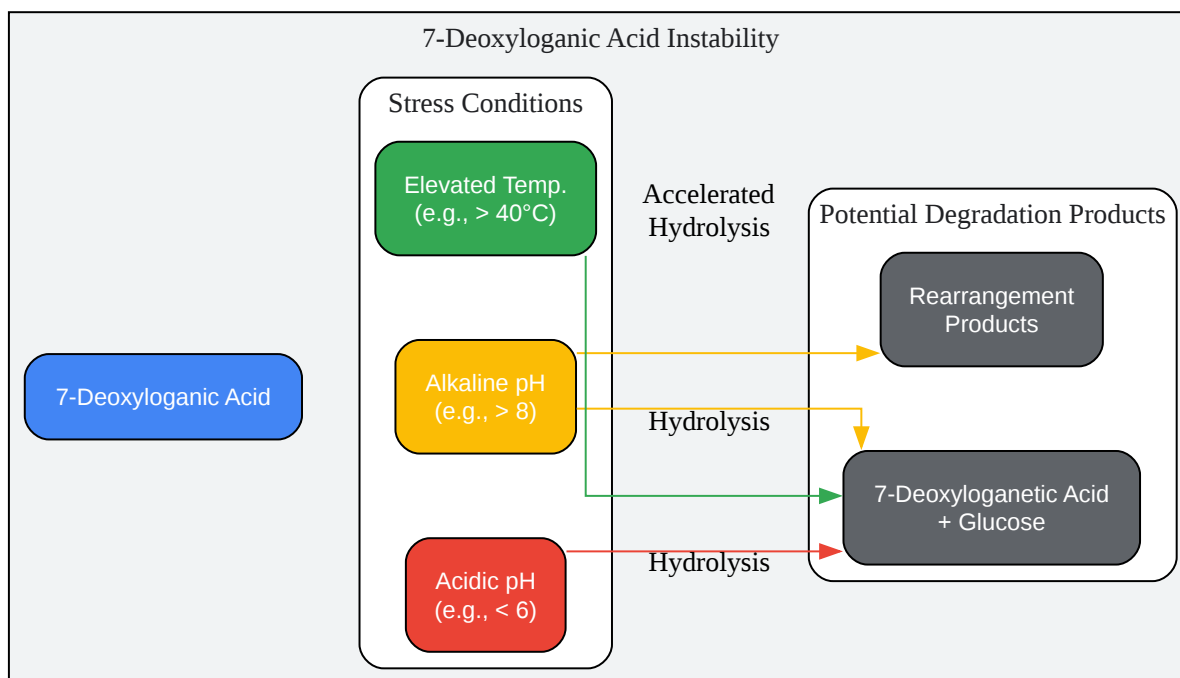 7-Deoxyloganic Acid Instability
Stress Conditions
Elevated Temp.
(e.g., > 40°C)
Accelerated
Hydrolysis
Potential Degradation Products
Rearrangement
Products
7-Deoxyloganic Acid
Alkaline pH
(e.g., > 8)
Hydrolysis
7-Deoxyloganetic Acid
+ Glucose
Acidic pH
(e.g., < 6)
Hydrolysis